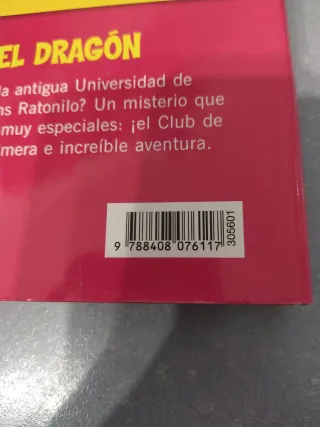 EL DRAGÓN
la antigua Universidad de
ns Ratonilo? Un misterio que
muy especiales: ¡el Club de
mera e increíble aventura.
9 788408 076117
305601